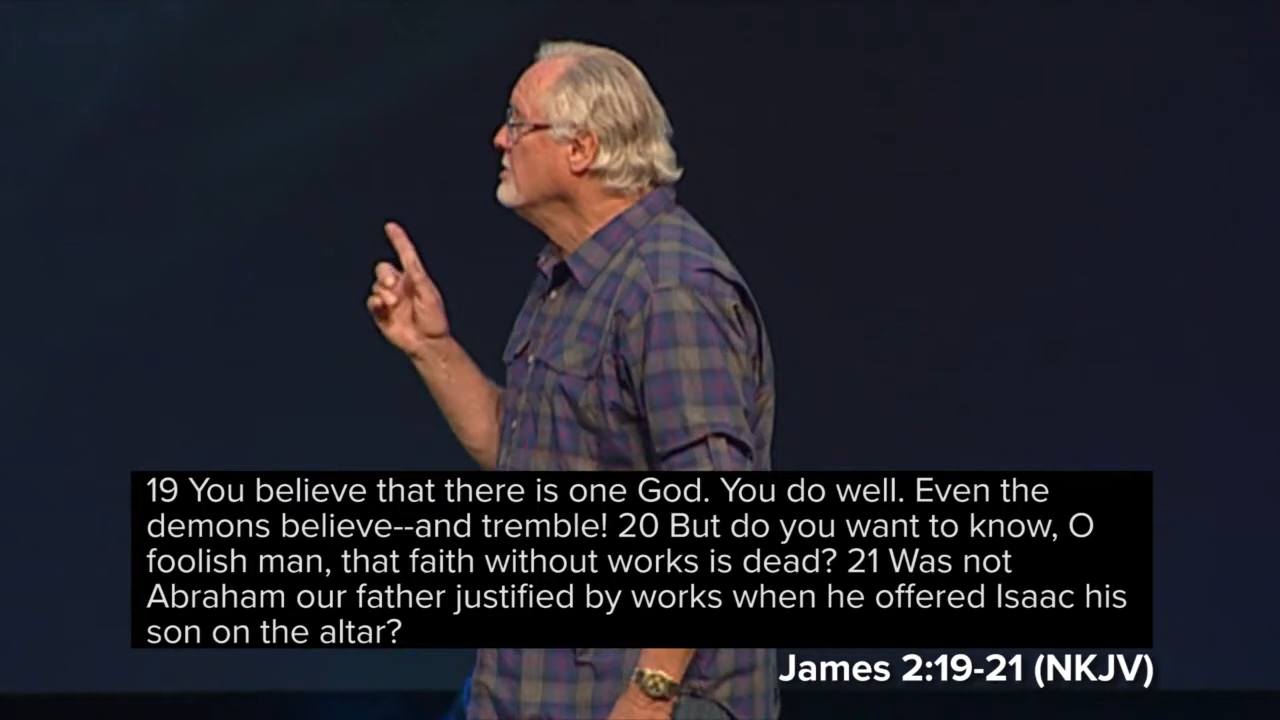 19 You believe that there is one God. You do well. Even the
demons believe--and tremble! 20 But do you want to know, O
foolish man, that faith without works is dead? 21 Was not
Abraham our father justified by works when he offered Isaac his
son on the altar?
James 2:19-21 (NKJV)